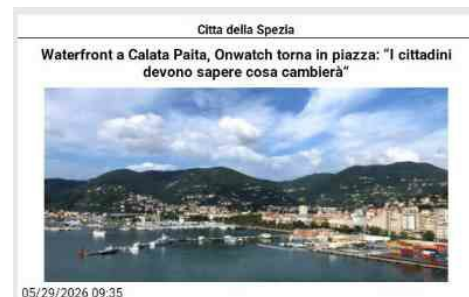 Citta della Spezia
Waterfront a Calata Paita, Onwatch torna in piazza: “I cittadini
devono sapere cosa cambierà“
05/29/2026 09:35